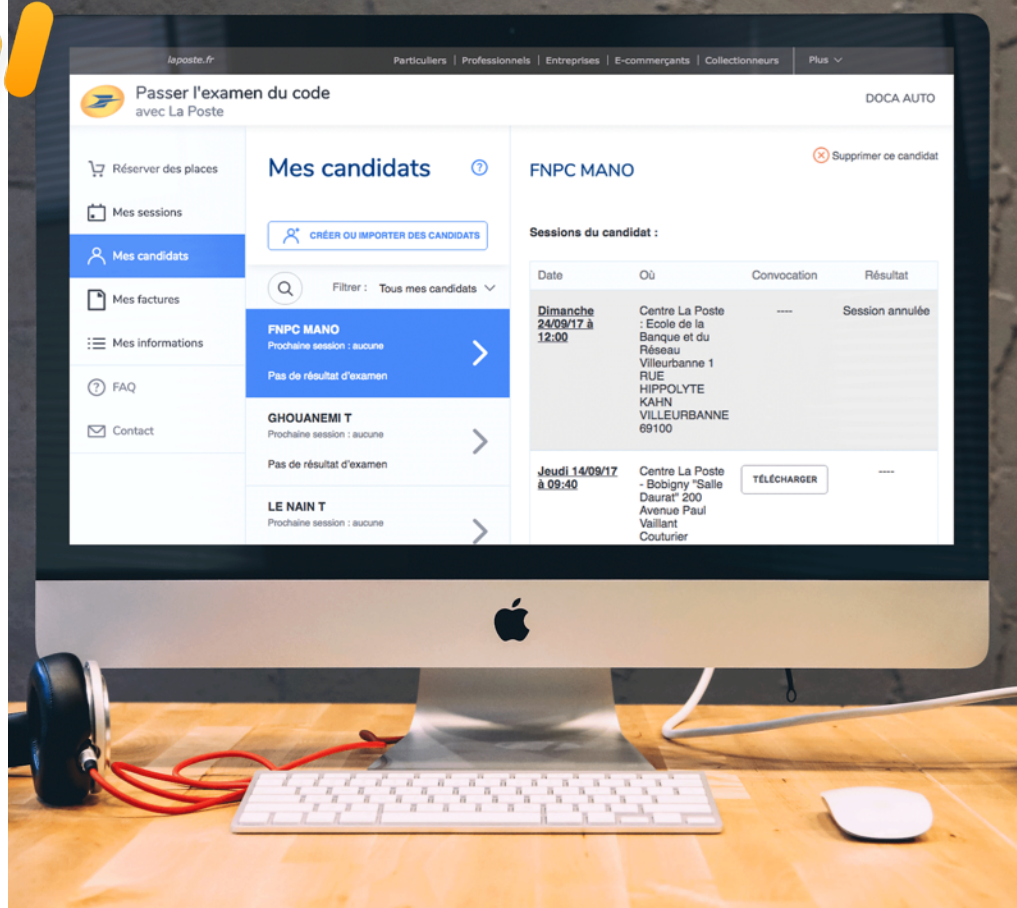 laposte.fr
Particuliers | Professionnels | Entreprises | E-commerçants | Collectionneurs
Plus
Passer l'examen du code
avec La Poste
DOCA AUTO
Réserver des places
Mes sessions
Mes candidats
Mes factures
Mes informations
FAQ
Contact
Mes candidats
?
CRÉER OU IMPORTER DES CANDIDATS
Filtrer : Tous mes candidats
FNPC MANO
Prochaine session : aucune
Pas de résultat d'examen
GHOUANEMI T
Prochaine session : aucune
Pas de résultat d'examen
LE NAIN T
Prochaine session : aucune
FNPC MANO
Supprimer ce candidat
Sessions du candidat :
Date Où Convocation Résultat
Dimanche
24/09/17 à
12:00
Centre La Poste
: Ecole de la
Banque et du
Réseau
Villeurbanne 1
RUE
HIPPOLYTE
KAHN
VILLEURBANNE
69100
----
Session annulée
Jeudi 14/09/17
à 09:40
Centre La Poste
- Bobigny "Salle
Daurat" 200
Avenue Paul
Vaillant
Couturier
TÉLÉCHARGER
----